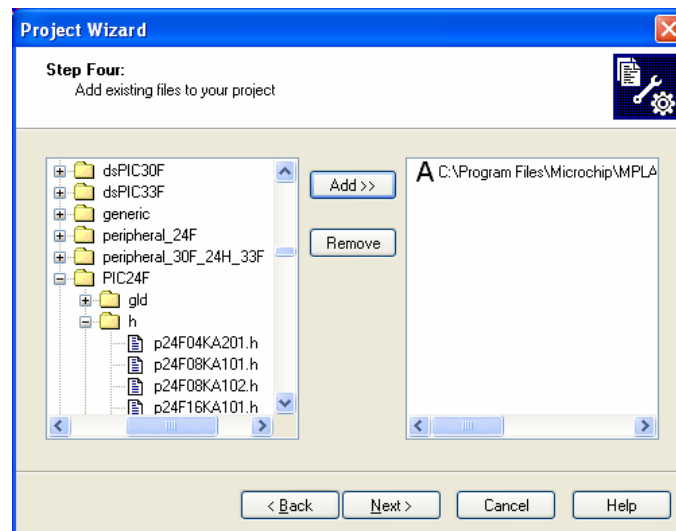 Project Wizard
Step Four:
Add existing files to your project
dsPIC30F
dsPIC33F
generic
peripheral_24F
peripheral_30F_24H_33F
PIC24F
gld
h
p24F04KA201.h
p24F08KA101.h
p24F08KA102.h
p24F16KA101.h
Add >>
Remove
A C:\Program Files\Microchip\MPLA
< Back
Next >
Cancel
Help